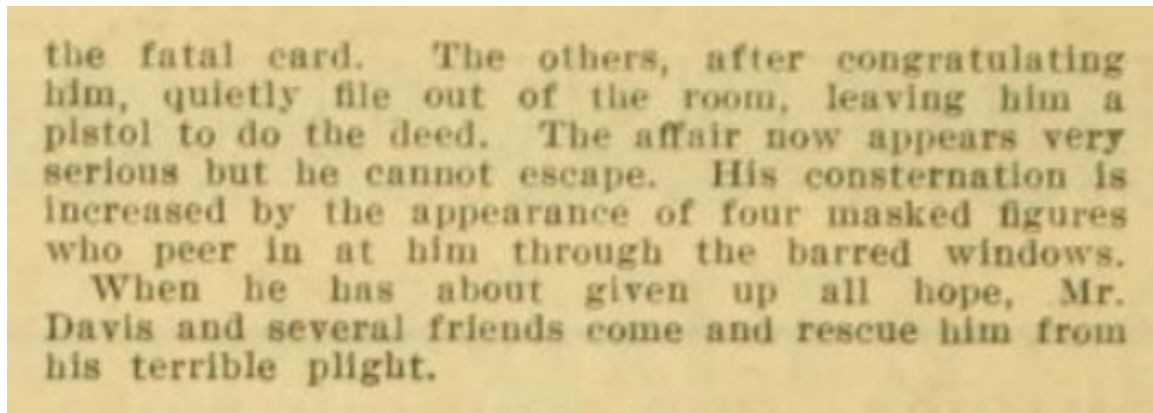 the fatal card. The others, after congratulating
him, quietly file out of the room, leaving him a
pistol to do the deed. The affair now appears very
serious but he cannot escape. His consternation is
increased by the appearance of four masked figures
who peer in at him through the barred windows.
When he has about given up all hope, Mr.
Davis and several friends come and rescue him from
his terrible plight.